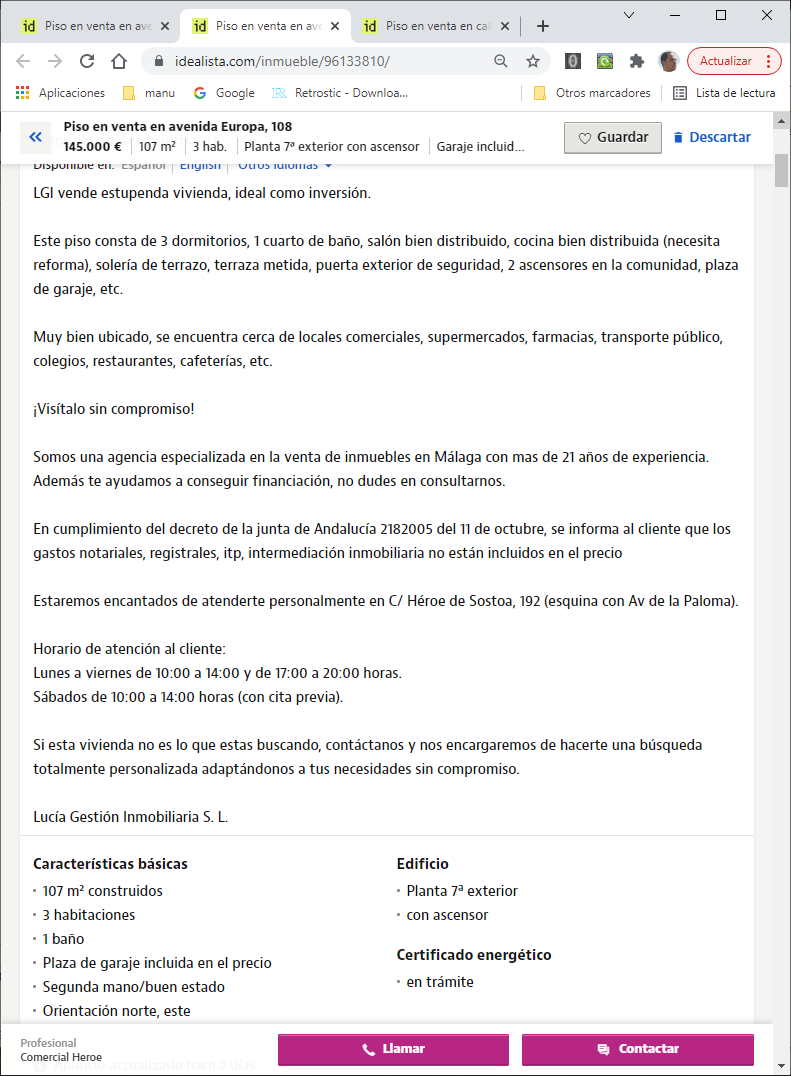 Piso en venta en ave
Piso en venta en ave
Piso en venta en cal
idealista.com/inmueble/96133810/
Actualizar
Aplicaciones
manu
Google
Retrostic - Downloa...
Otros marcadores
Lista de lectura
Piso en venta en avenida Europa, 108
145.000 € 107 m² 3 hab. Planta 7ª exterior con ascensor Garaje includ...
Guardar
Descartar
Disponible en: Español English Otros idiomas
LGI vende estupenda vivienda, ideal como inversión.
Este piso consta de 3 dormitorios, 1 cuarto de baño, salón bien distribuido, cocina bien distribuida (necesita
reforma), solería de terrazo, terraza metida, puerta exterior de seguridad, 2 ascensores en la comunidad, plaza
de garaje, etc.
Muy bien ubicado, se encuentra cerca de locales comerciales, supermercados, farmacias, transporte público,
colegios, restaurantes, cafeterías, etc.
¡Visítalo sin compromiso!
Somos una agencia especializada en la venta de inmuebles en Málaga con mas de 21 años de experiencia.
Además te ayudamos a conseguir financiación, no dudes en consultarnos.
En cumplimiento del decreto de la junta de Andalucía 2182005 del 11 de octubre, se informa al cliente que los
gastos notariales, registrales, itp, intermediación inmobiliaria no están incluidos en el precio
Estaremos encantados de atenderte personalmente en C/ Héroe de Sostoa, 192 (esquina con Av de la Paloma).
Horario de atención al cliente:
Lunes a viernes de 10:00 a 14:00 y de 17:00 a 20:00 horas.
Sábados de 10:00 a 14:00 horas (con cita previa).
Si esta vivienda no es lo que estas buscando, contáctanos y nos encargaremos de hacerte una búsqueda
totalmente personalizada adaptándonos a tus necesidades sin compromiso.
Lucía Gestión Inmobiliaria S. L.
Características básicas
107 m² construidos
3 habitaciones
1 baño
Plaza de garaje incluida en el precio
Segunda mano/buen estado
Orientación norte, este
Edificio
Planta 7ª exterior
con ascensor
Certificado energético
en trámite
Profesional
Comercial Heroe
Llamar
Contactar
Anuncio actualizado hace 2 días